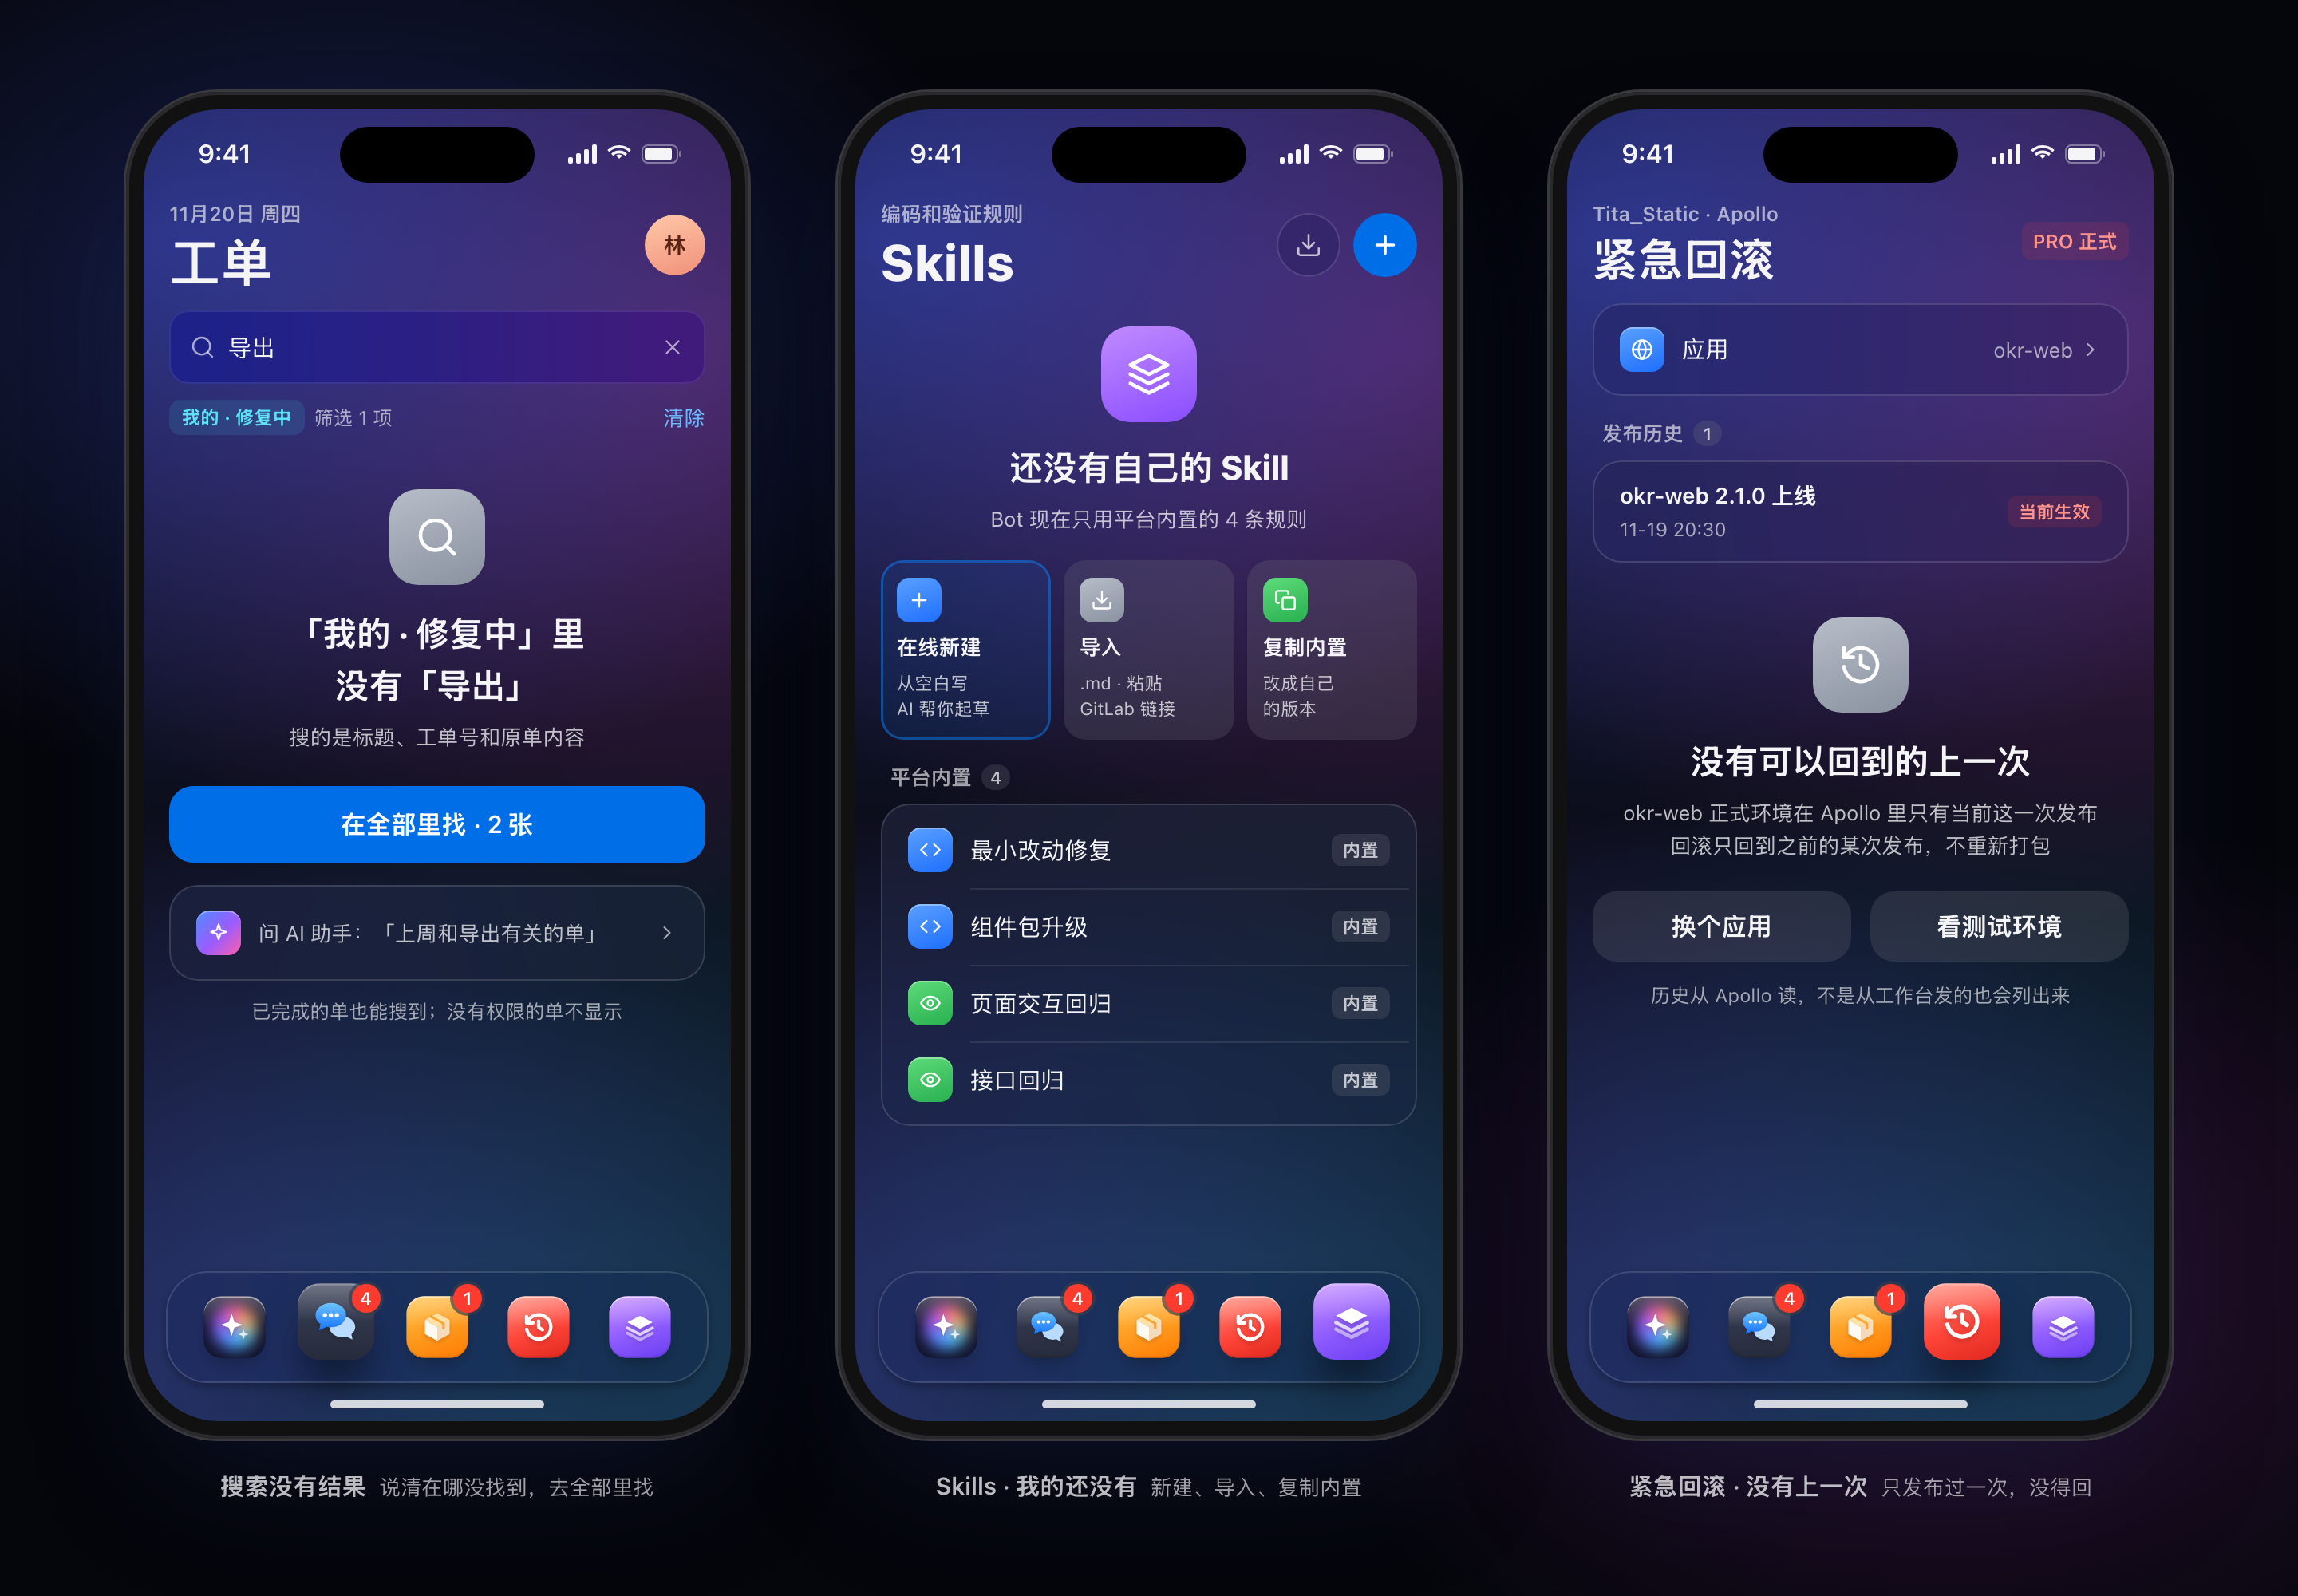 9:41
11月20日 周四
工单
林
导出
我的 · 修复中 筛选 1 项 清除
「我的 · 修复中」里
没有「导出」
搜的是标题、工单号和原单内容
在全部里找 · 2 张
问 AI 助手：「上周和导出有关的单」
已完成的单也能搜到；没有权限的单不显示
4
1
搜索没有结果 说清在哪没找到，去全部里找
9:41
编码和验证规则
Skills
还没有自己的 Skill
Bot 现在只用平台内置的 4 条规则
在线新建
从空白写
AI 帮你起草
导入
.md · 粘贴
GitLab 链接
复制内置
改成自己
的版本
平台内置 4
最小改动修复 内置
组件包升级 内置
页面交互回归 内置
接口回归 内置
4
1
Skills · 我的还没有 新建、导入、复制内置
9:41
Tita_Static · Apollo
紧急回滚
PRO 正式
应用 okr-web
发布历史 1
okr-web 2.1.0 上线
11-19 20:30
当前生效
没有可以回到的上一次
okr-web 正式环境在 Apollo 里只有当前这一次发布
回滚只回到之前的某次发布，不重新打包
换个应用 看测试环境
历史从 Apollo 读，不是从工作台发的也会列出来
4
1
紧急回滚 · 没有上一次 只发布过一次，没得回